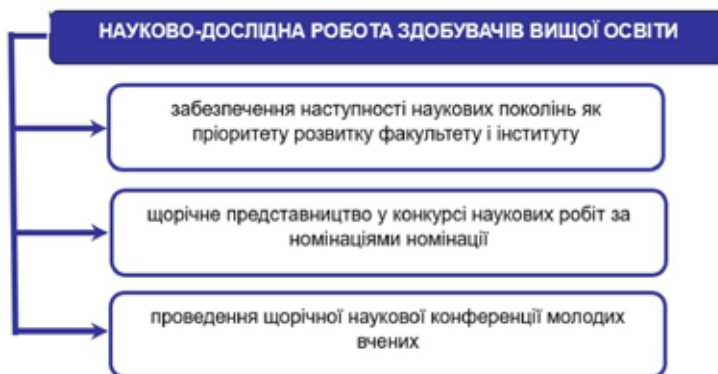 НАУКОВО-ДОСЛІДНА РОБОТА ЗДОБУВАЧІВ ВИЩОЇ ОСВІТИ
забезпечення наступності наукових поколінь як
пріоритету розвитку факультету і інституту
щорічне представництво у конкурсі наукових робіт за
номінаціями номінації
проведення щорічної наукової конференції молодих
вчених